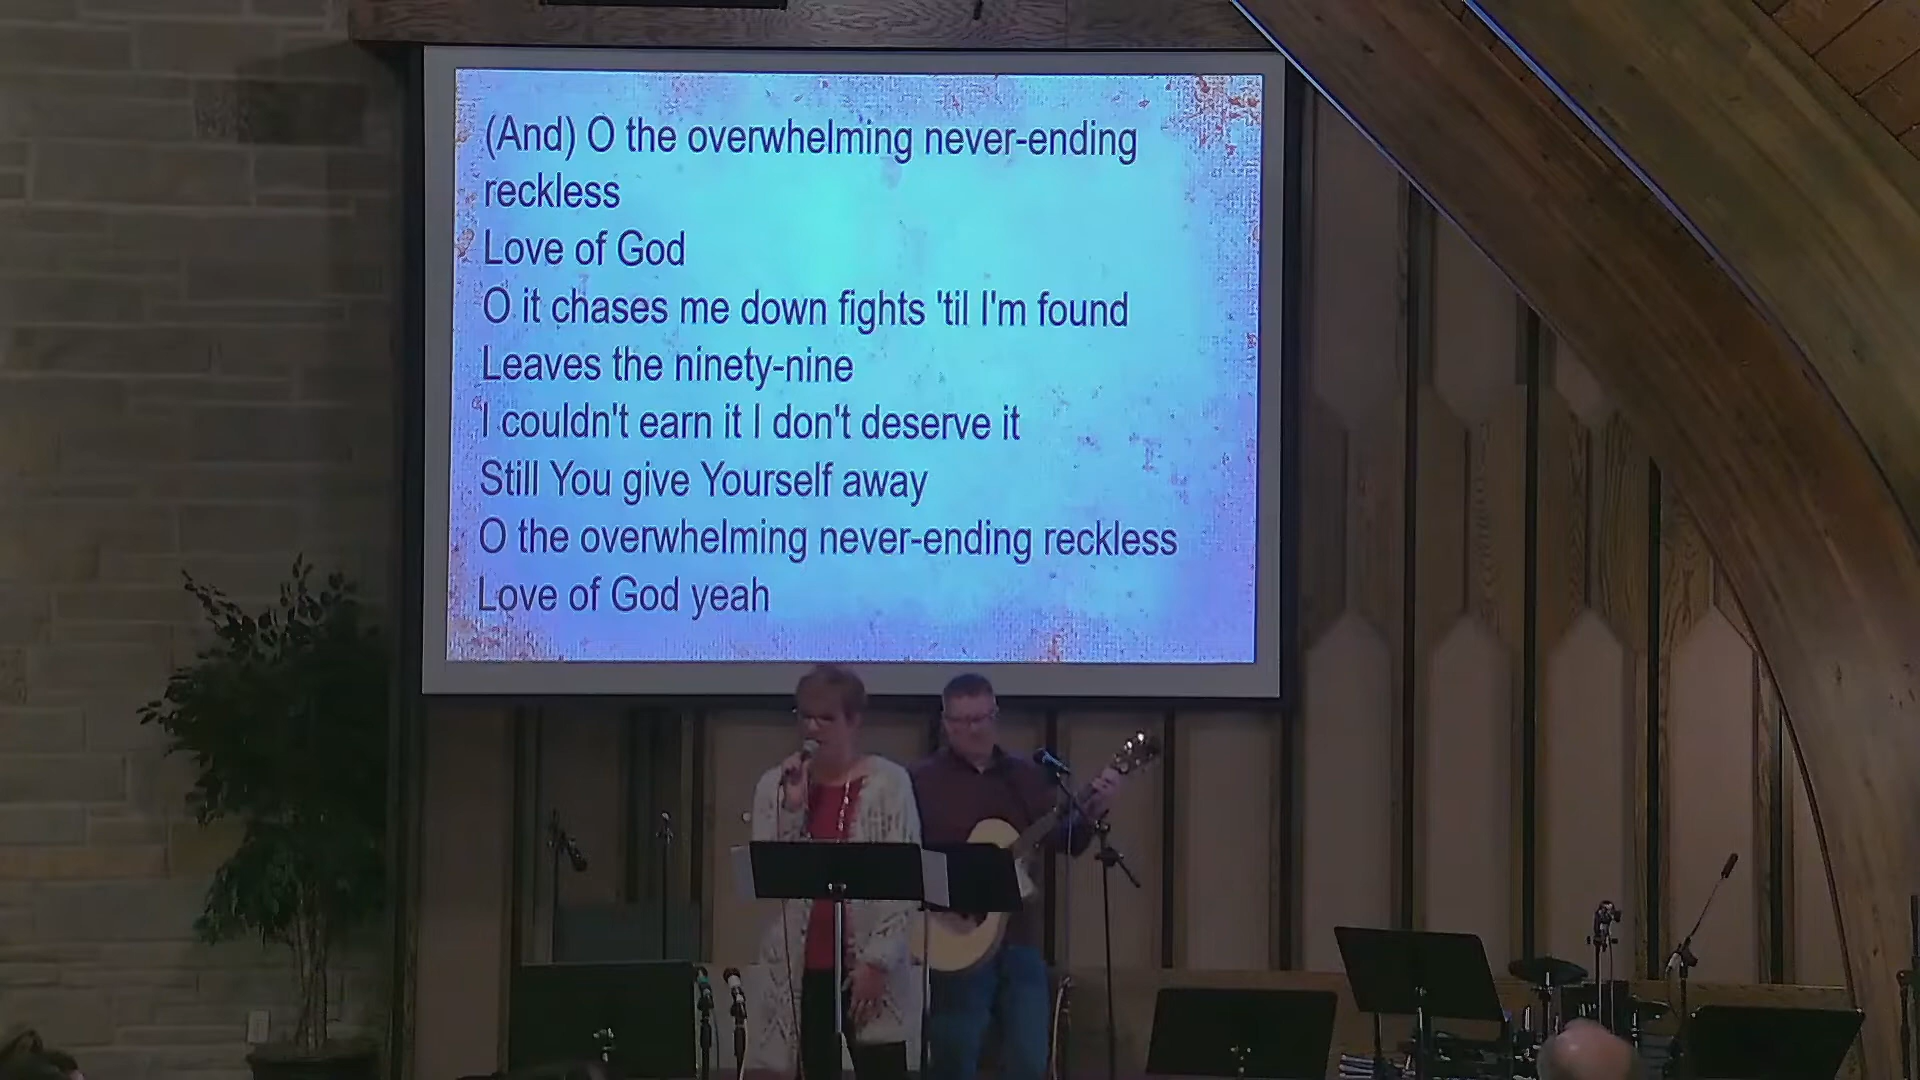 (And) O the overwhelming never-ending
reckless
Love of God
O it chases me down fights 'til I'm found
Leaves the ninety-nine
I couldn't earn it I don't deserve it
Still You give Yourself away
O the overwhelming never-ending reckless
Love of God yeah